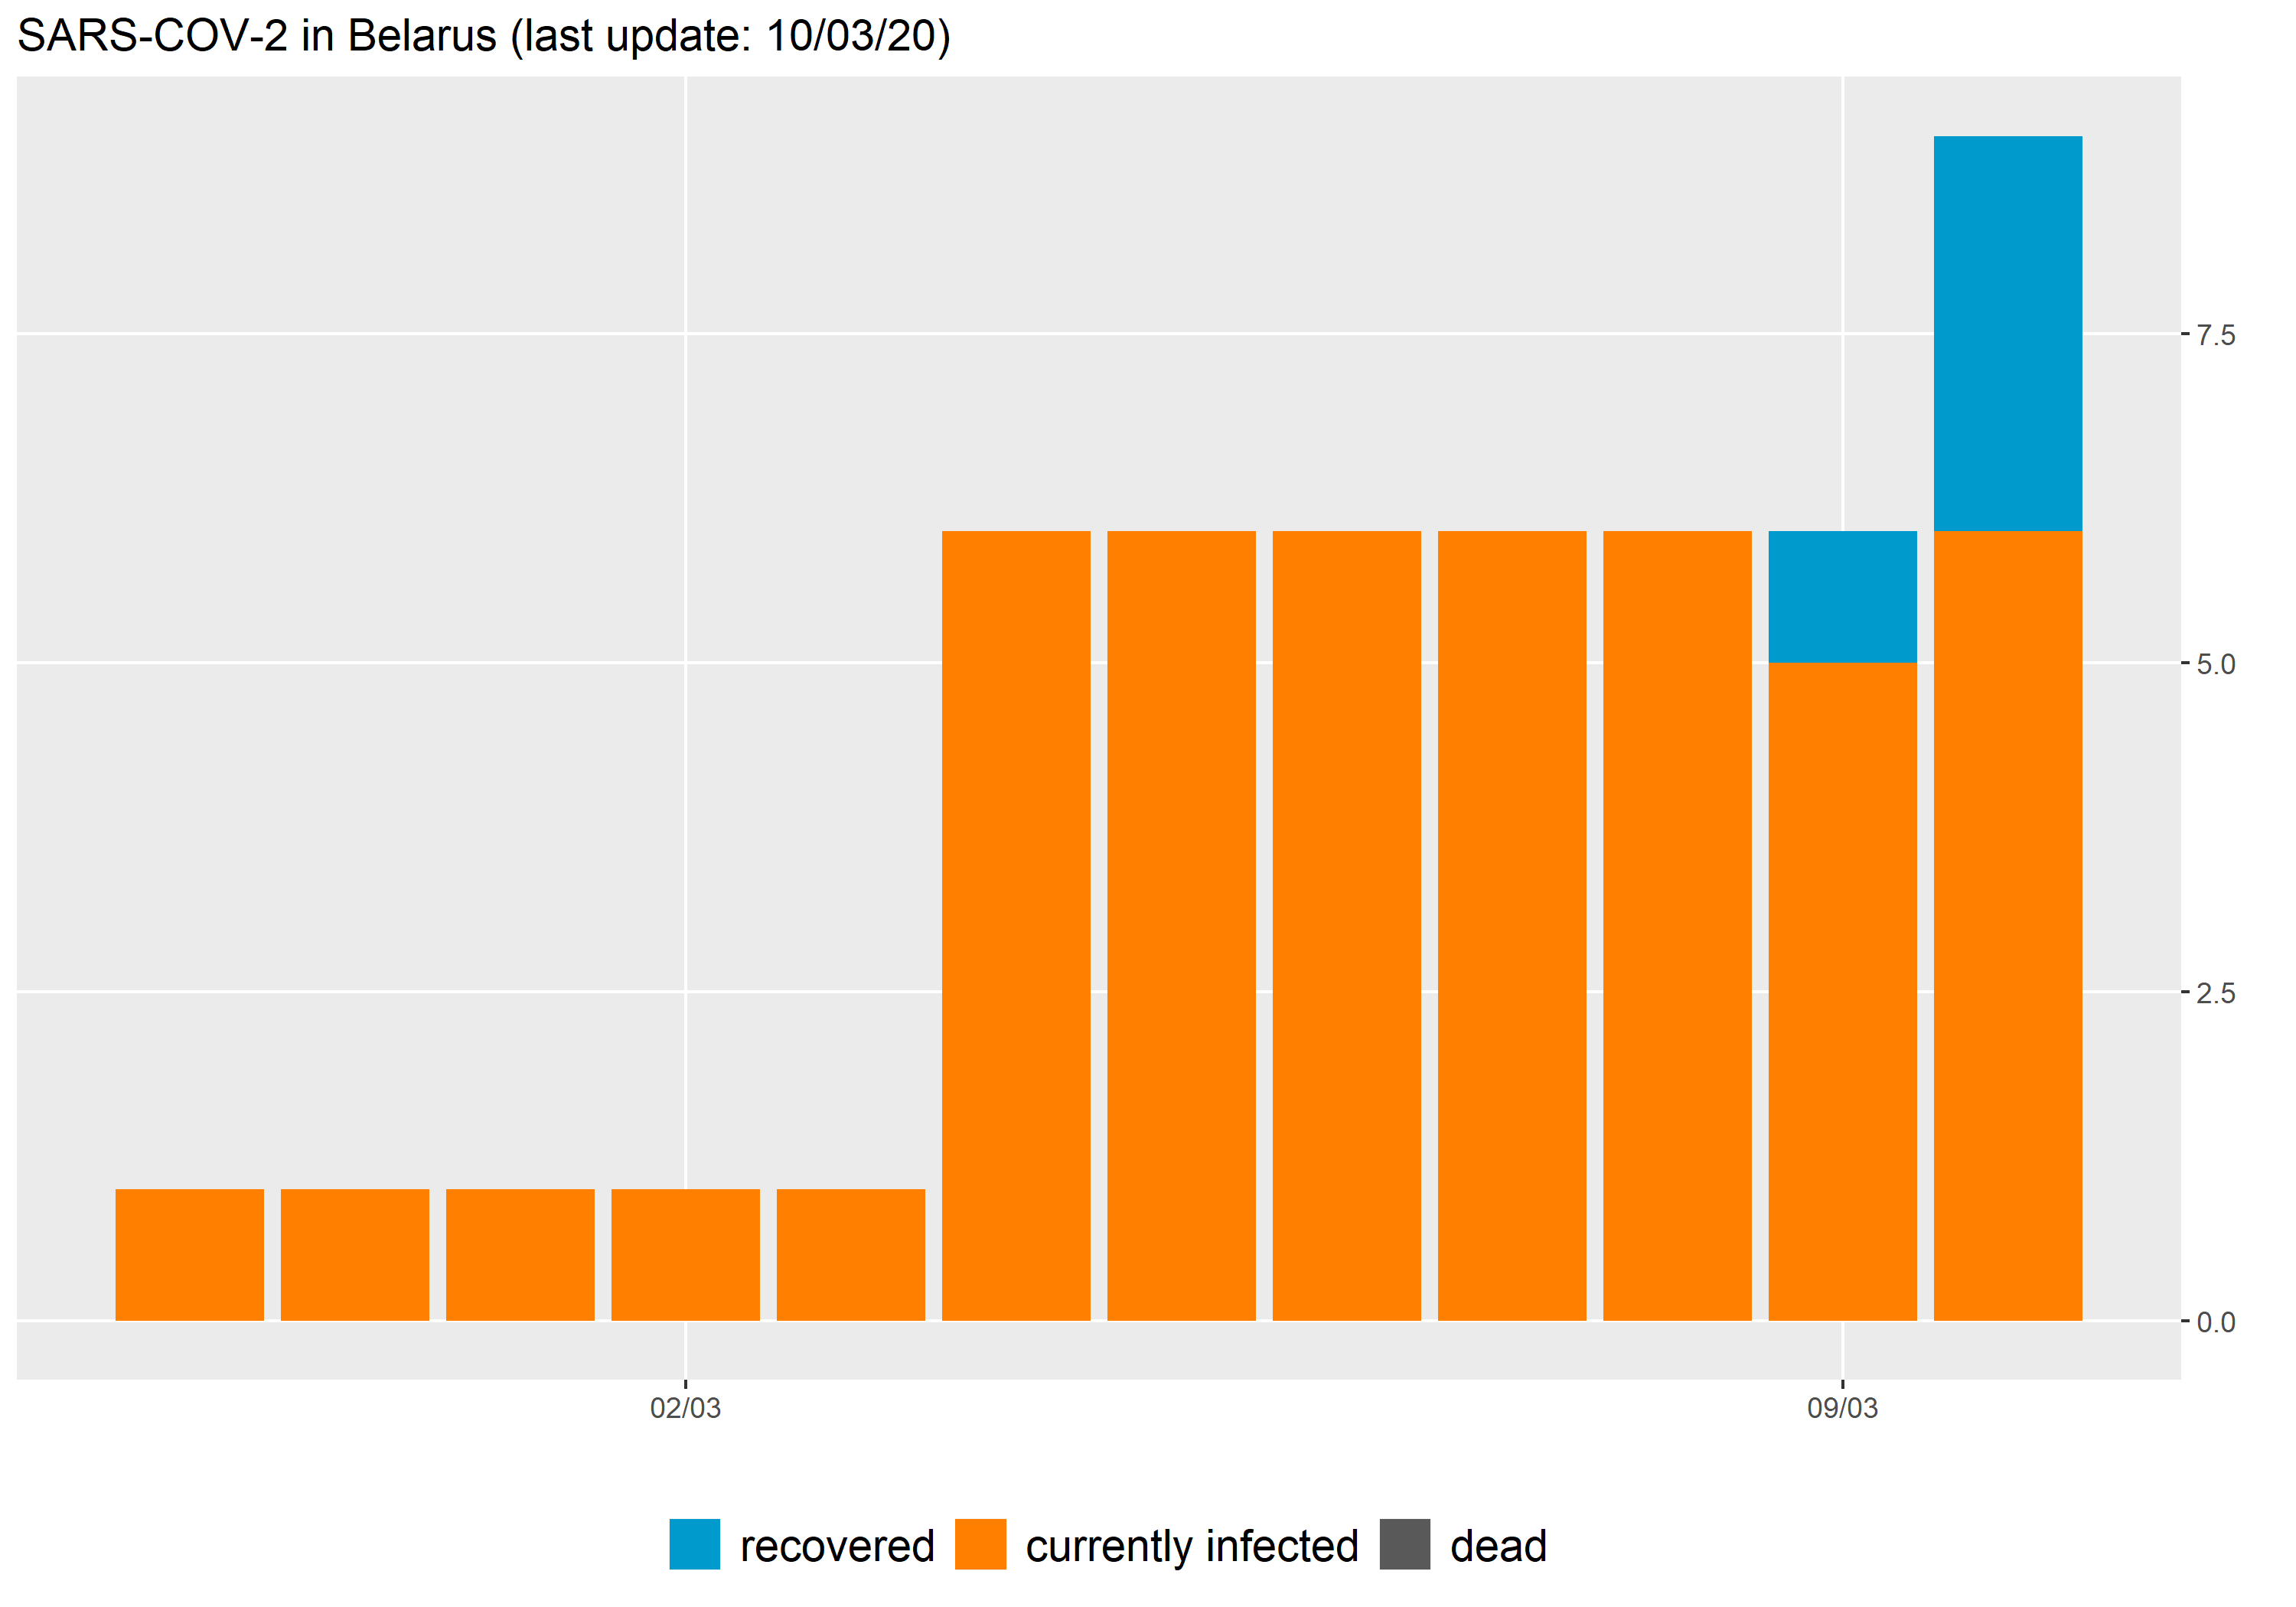 SARS-COV-2 in Belarus (last update: 10/03/20)
7.5
5.0
2.5
0.0
02/03 09/03
recovered currently infected dead